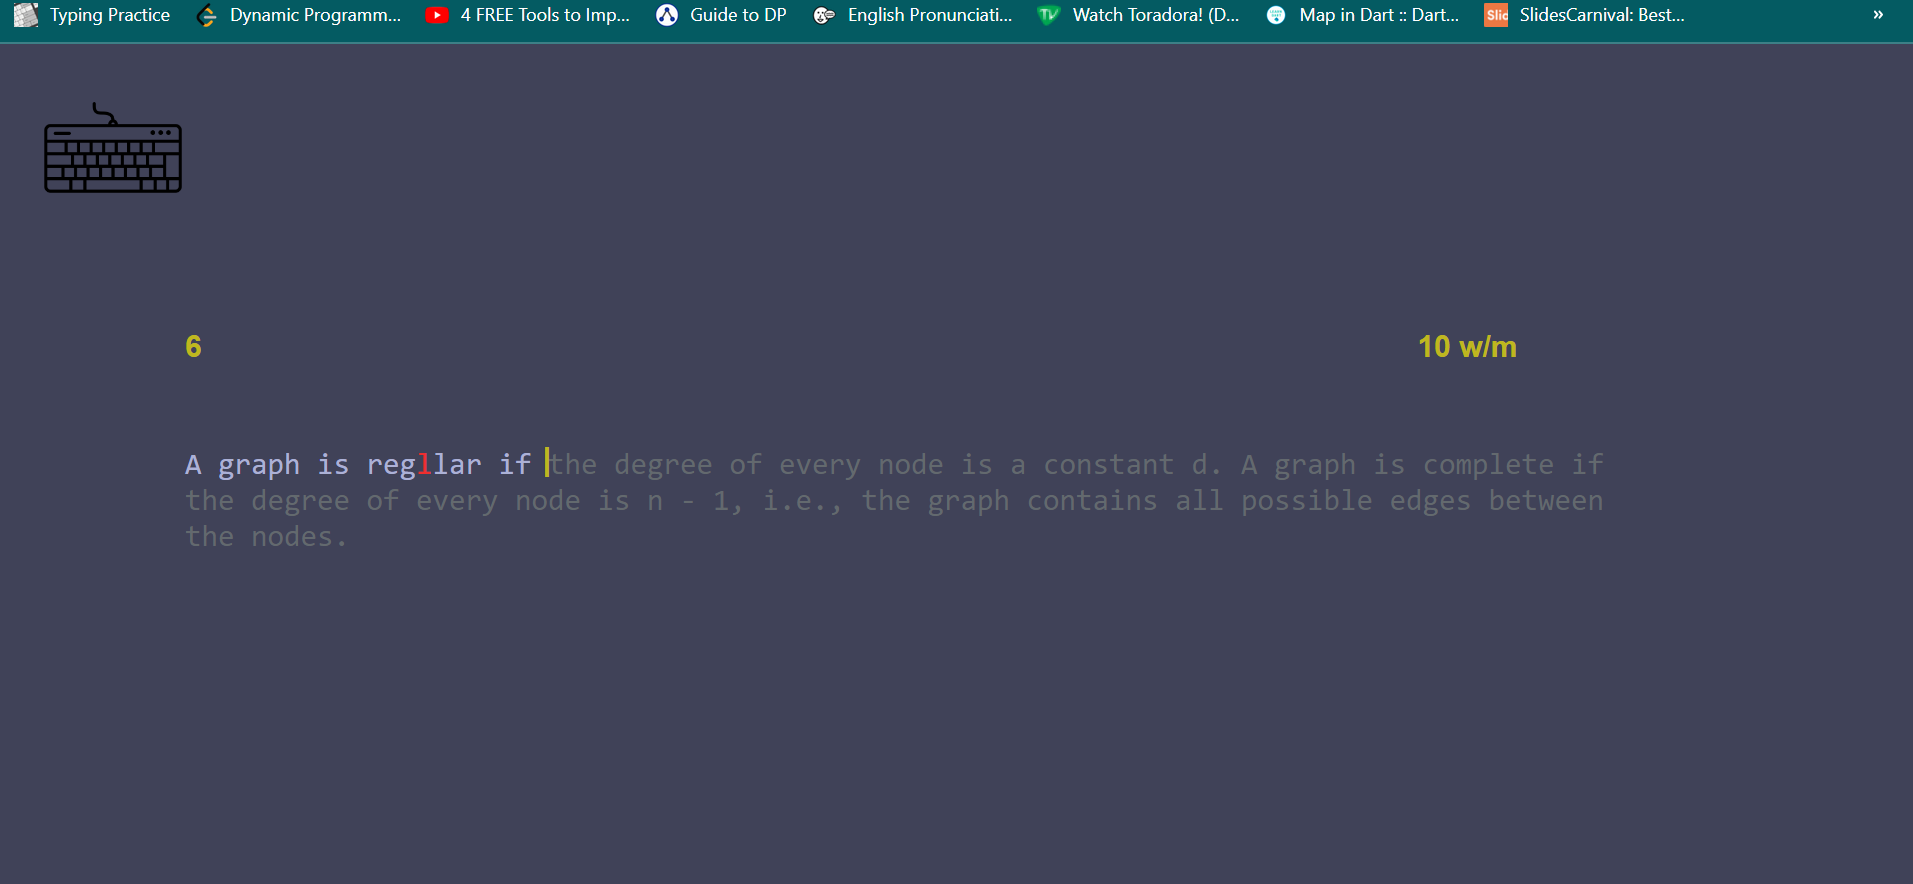 Typing Practice Dynamic Programm... 4 FREE Tools to Imp... Guide to DP English Pronunciati... TV Watch Toradora! (D... Map in Dart :: Dart... Slic SlidesCarnival: Best... »
6 10 w/m
A graph is regllar if the degree of every node is a constant d. A graph is complete if
the degree of every node is n - 1, i.e., the graph contains all possible edges between
the nodes.